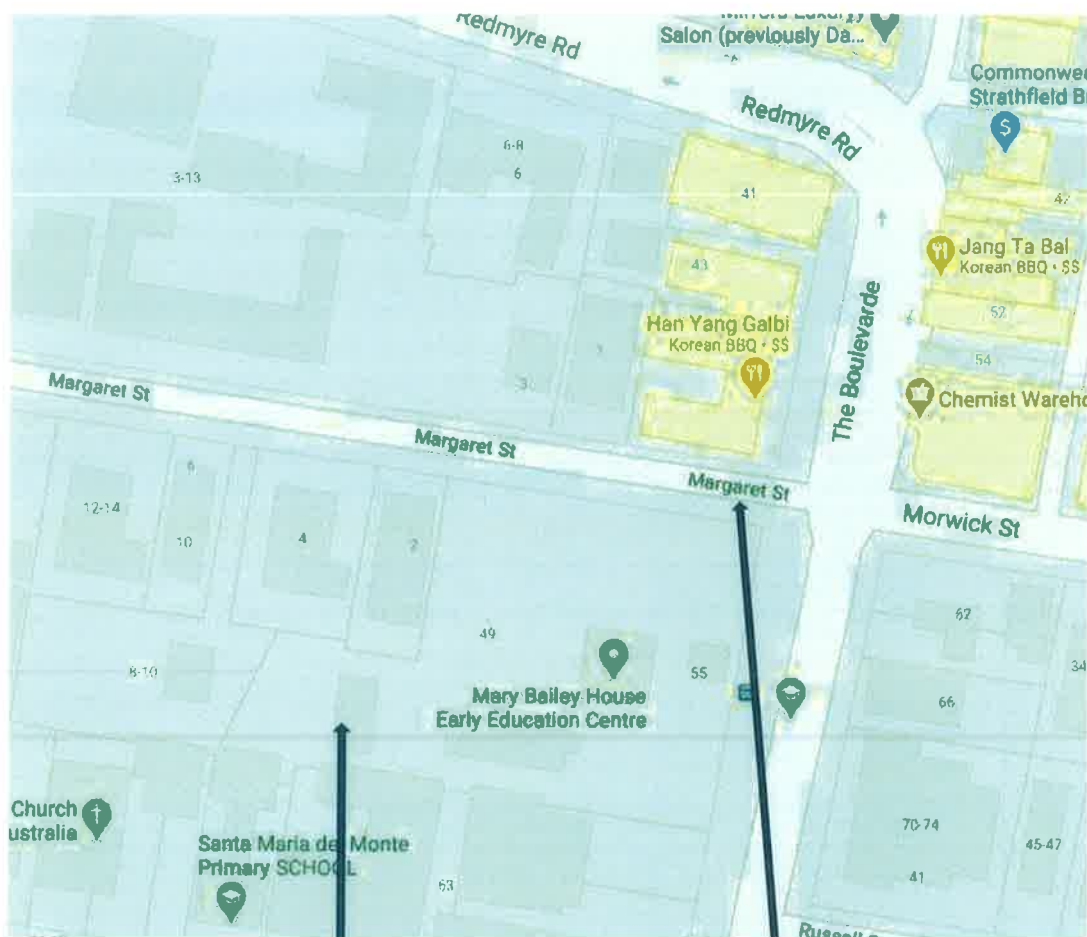 Redmyre Rd
Mirrors Luxury
Salon (previously Da...
Commonwe
Strathfield B
Redmyre Rd
6-8
6
3-13
41
47
43
Jang Ta Bal
Korean BBQ · $$
Han Yang Galbi
Korean BBQ · $$
52
54
The Boulevarde
Chemist Wareho
Margaret St
Margaret St
Margaret St
Morwick St
12-14
10
4
2
49
62
8-10
55
34
Mary Bailey House
Early Education Centre
66
Church
ustralia
Santa Maria del Monte
Primary SCHOOL
63
70-74
41
45-47
Russell